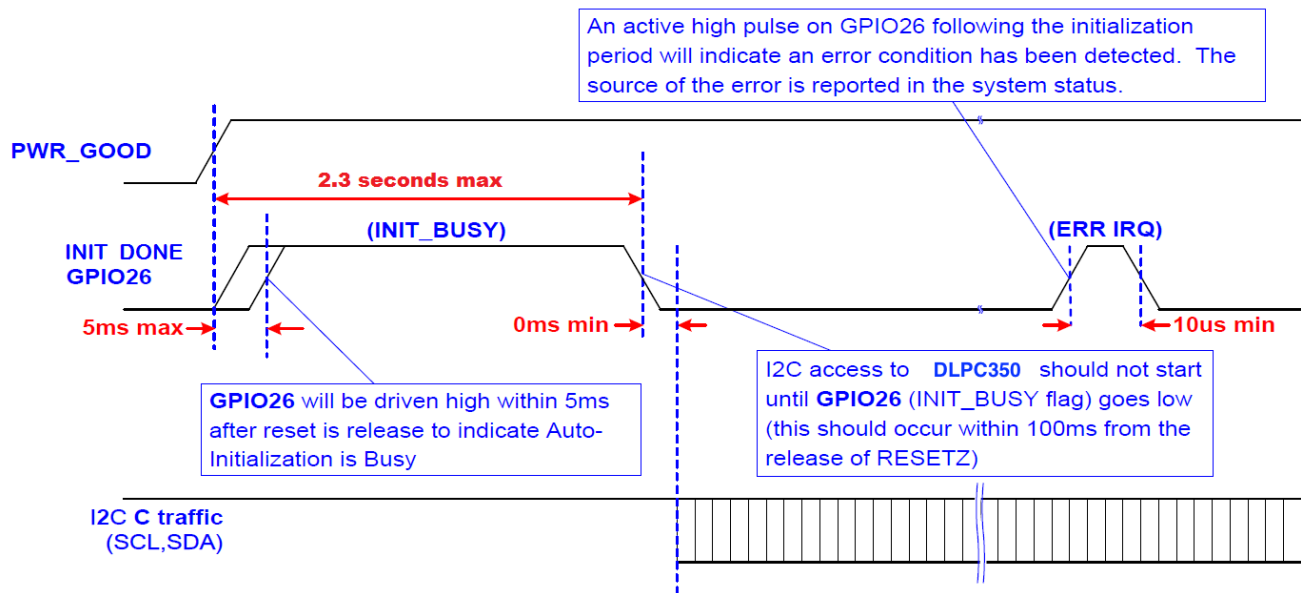 An active high pulse on GPIO26 following the initialization
period will indicate an error condition has been detected. The
source of the error is reported in the system status.
PWR_GOOD
2.3 seconds max
(INIT_BUSY)
(ERR IRQ)
INIT DONE
GPIO26
5ms max
0ms min
10us min
GPIO26 will be driven high within 5ms
after reset is release to indicate Auto-
Initialization is Busy
I2C access to DLPC350 should not start
until GPIO26 (INIT_BUSY flag) goes low
(this should occur within 100ms from the
release of RESETZ)
I2C C traffic
(SCL,SDA)